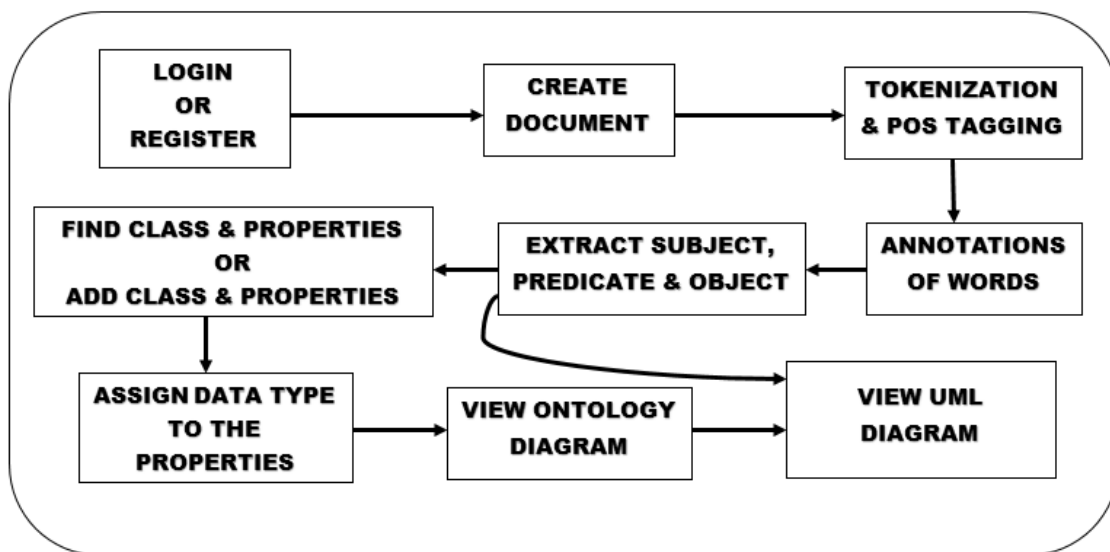 LOGIN
OR
REGISTER
CREATE
DOCUMENT
TOKENIZATION
& POS TAGGING
FIND CLASS & PROPERTIES
OR
ADD CLASS & PROPERTIES
EXTRACT SUBJECT,
PREDICATE & OBJECT
ANNOTATIONS
OF WORDS
ASSIGN DATA TYPE
TO THE
PROPERTIES
VIEW ONTOLOGY
DIAGRAM
VIEW UML
DIAGRAM